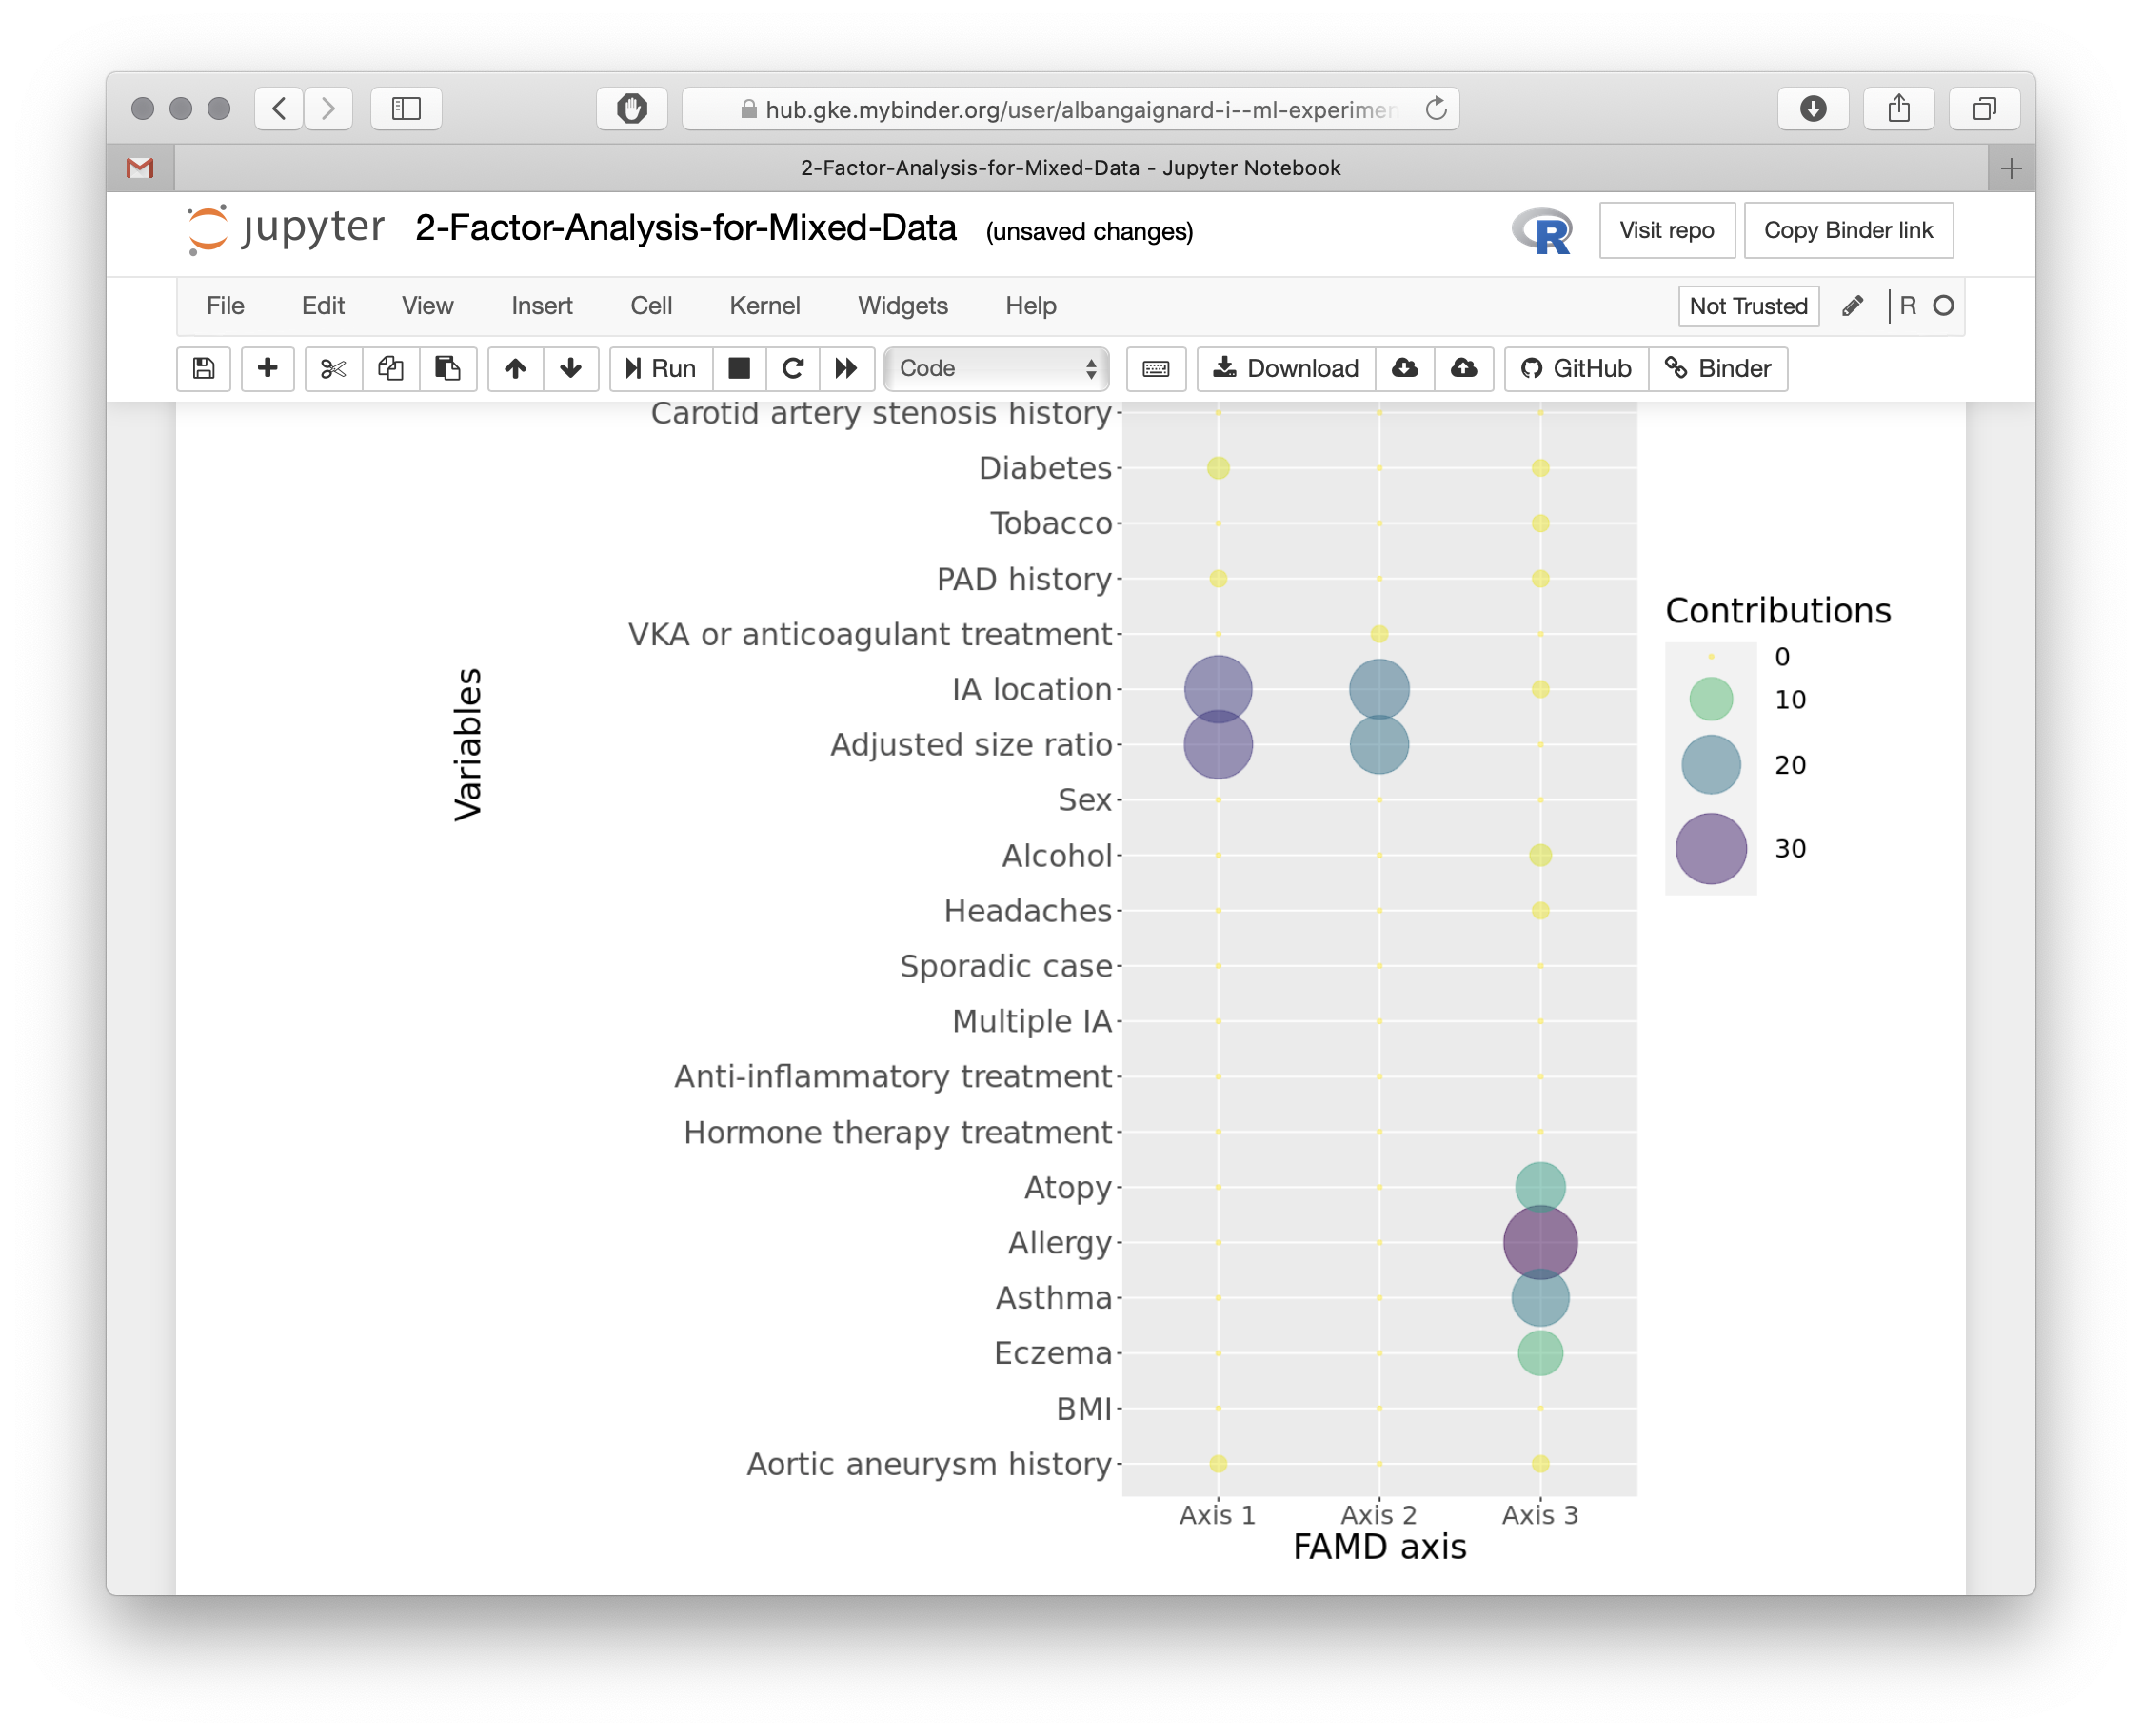 hub.gke.mybinder.org/user/albangaignard-i--ml-experimen
2-Factor-Analysis-for-Mixed-Data - Jupyter Notebook
jupyter 2-Factor-Analysis-for-Mixed-Data (unsaved changes)
R Visit repo Copy Binder link
File Edit View Insert Cell Kernel Widgets Help Not Trusted R
Run Code Download GitHub Binder
Carotid artery stenosis history
Diabetes
Tobacco
PAD history
VKA or anticoagulant treatment
IA location
Adjusted size ratio
Sex
Alcohol
Headaches
Sporadic case
Multiple IA
Anti-inflammatory treatment
Hormone therapy treatment
Atopy
Allergy
Asthma
Eczema
BMI
Aortic aneurysm history
Variables
Axis 1 Axis 2 Axis 3
FAMD axis
Contributions
0
10
20
30